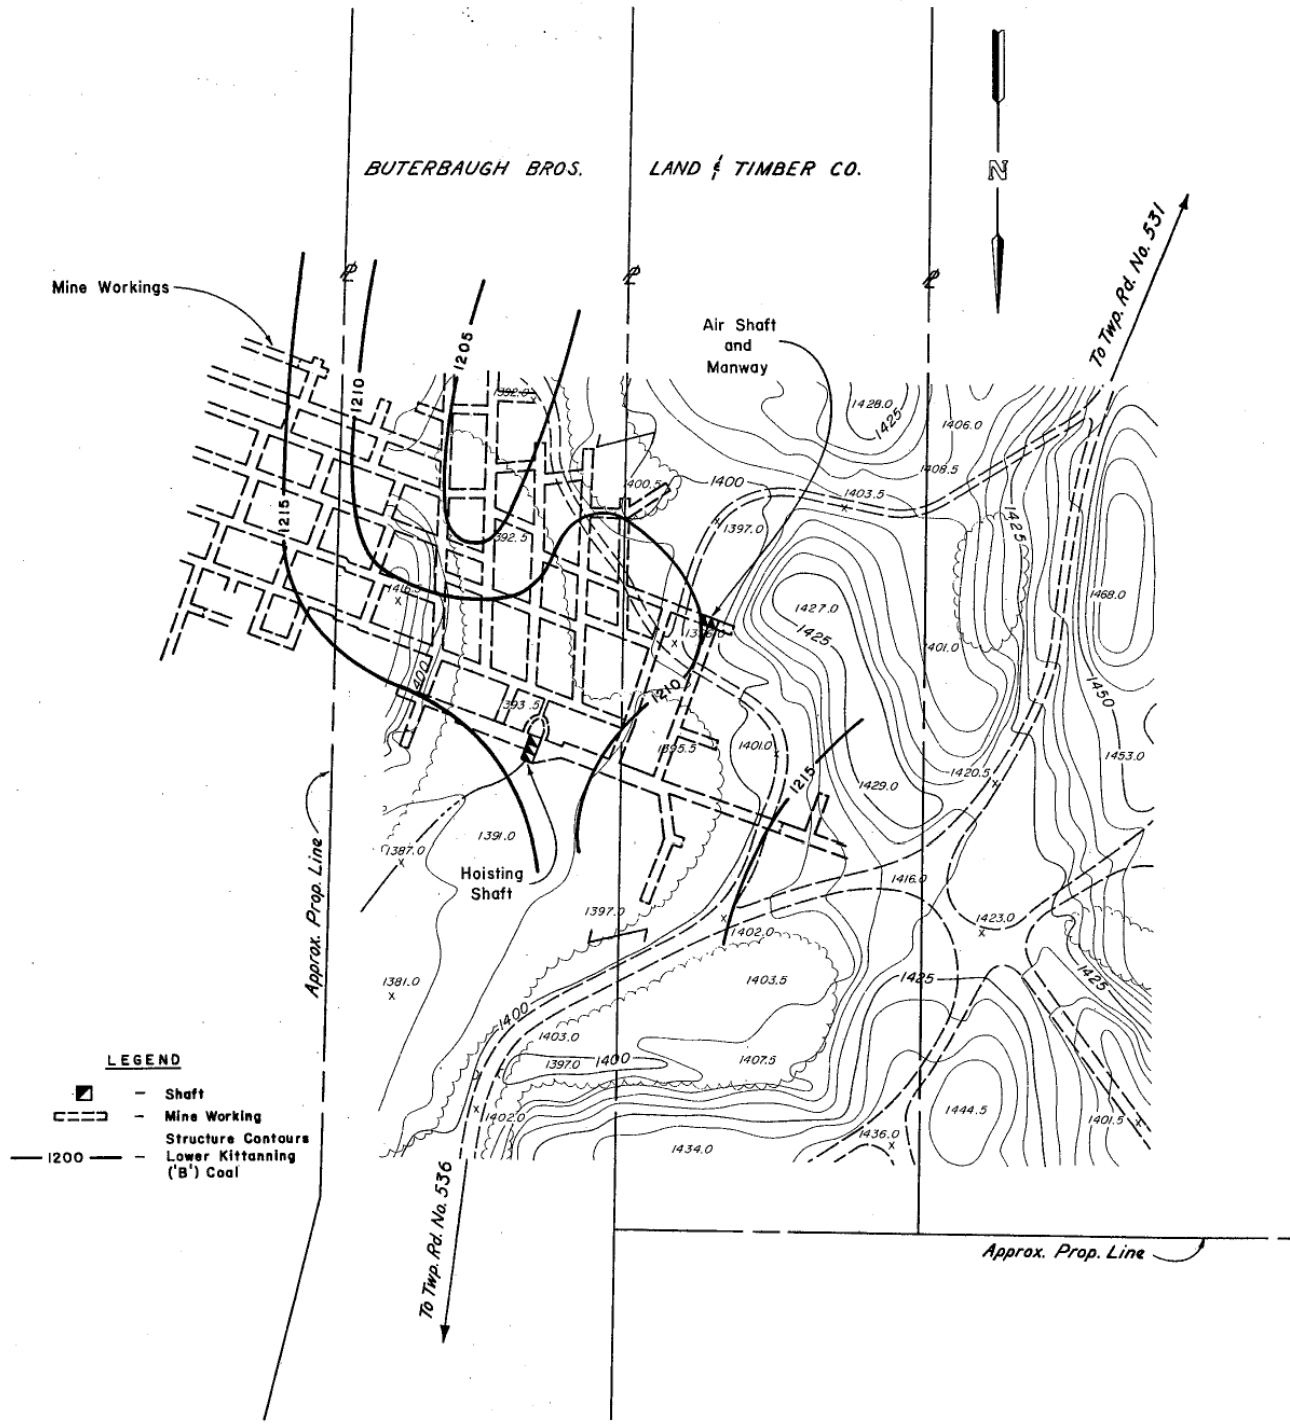 BUTERBAUGH BROS.
LAND & TIMBER CO.
N
To Twp. Rd. No. 531
Mine Workings
Air Shaft
and
Manway
1205
1210
1215
1392.0
1428.0
1425
1406.0
1408.5
1400
1400.5
1403.5
1397.0
1425
392.5
1416.5
1427.0
1425
1468.0
1401.0
1450
1210
400
393.5
1395.5
1401.0
1215
1429.0
1420.5
1453.0
1391.0
1387.0
Hoisting
Shaft
1416.0
1397.0
1402.0
1423.0
Approx. Prop. Line
1381.0
1403.5
1425
1425
1400
1403.0
1397.0
1400
1407.5
1402.0
1444.5
1401.5
1436.0
1434.0
LEGEND
- Shaft
- Mine Working
Structure Contours
1200 - Lower Kittanning
('B') Coal
To Twp. Rd. No. 536
Approx. Prop. Line